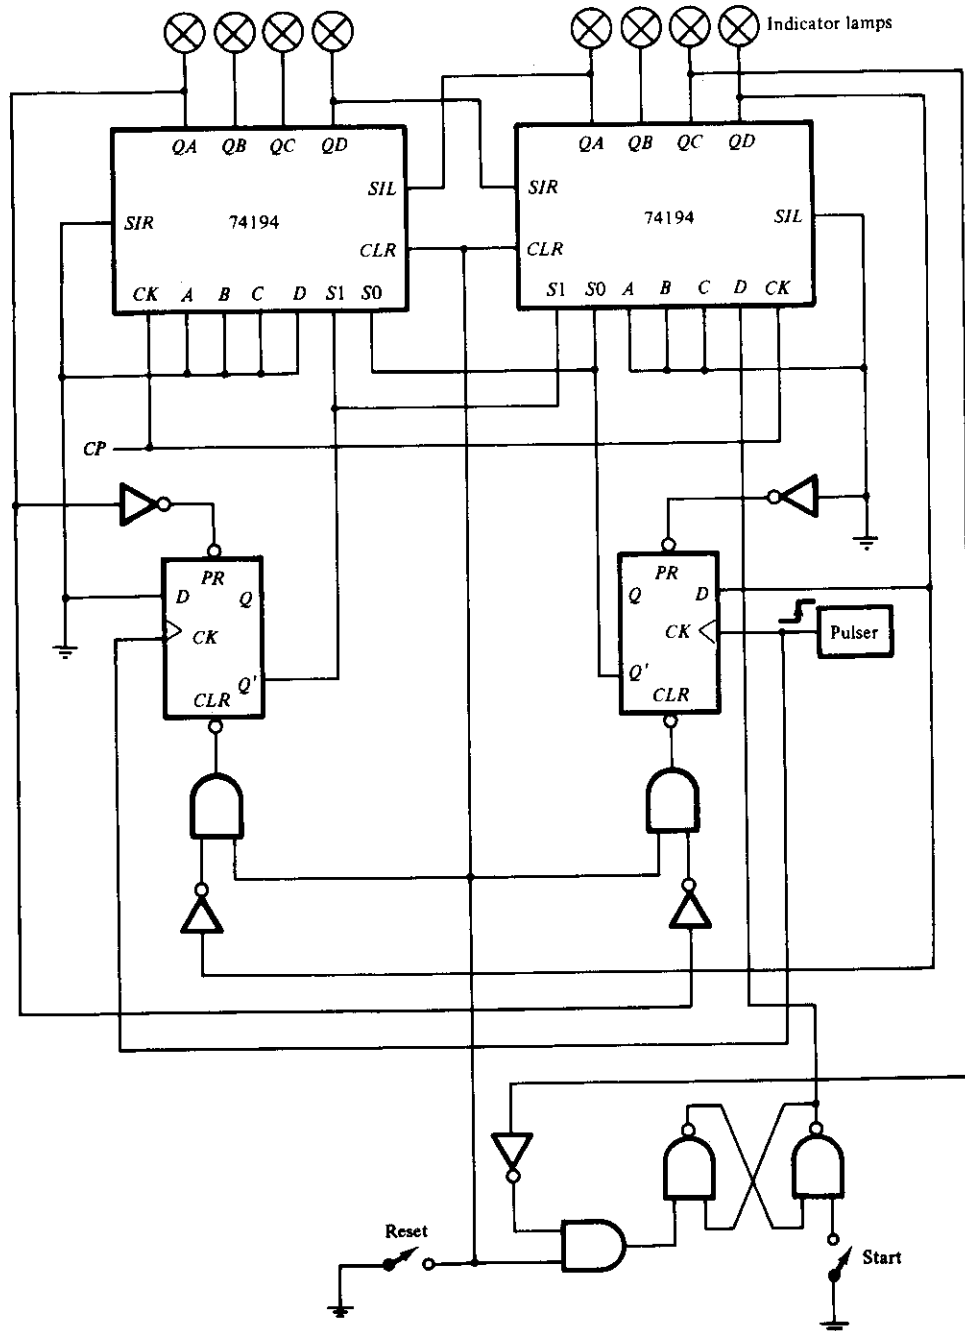 Indicator lamps
QA QB QC QD
QA QB QC QD
SIL
SIR
SIR
74194
74194
SIL
CLR
CLR
CK A B C D S1 S0
S1 S0 A B C D CK
CP
PR
D
Q
CK
Q'
CLR
PR
Q
D
CK
Q'
CLR
Pulser
Reset
Start